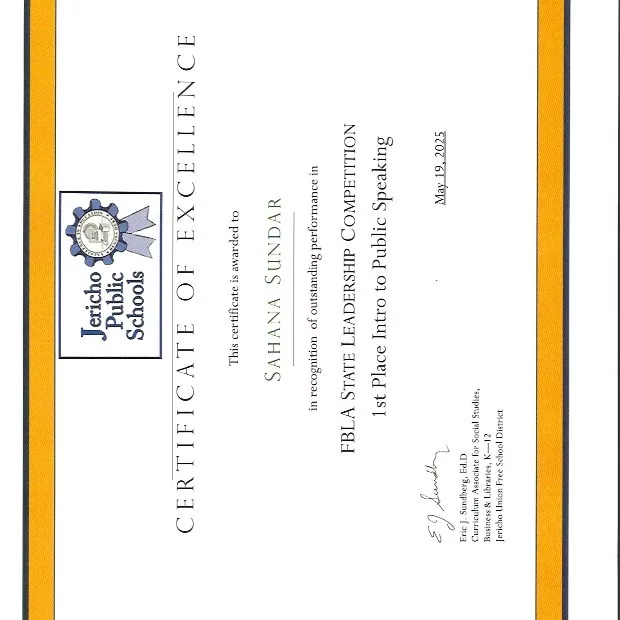 Jericho
Public
Schools
CERTIFICATE OF EXCELLENCE
This certificate is awarded to
SAHANA SUNDAR
in recognition of outstanding performance in
FBLA STATE LEADERSHIP COMPETITION
1st Place Intro to Public Speaking
May 19, 2025
EJ Sundberg
Eric J. Sundberg, Ed.D
Curriculum Associate for Social Studies,
Business & Libraries, K—12
Jericho Union Free School District